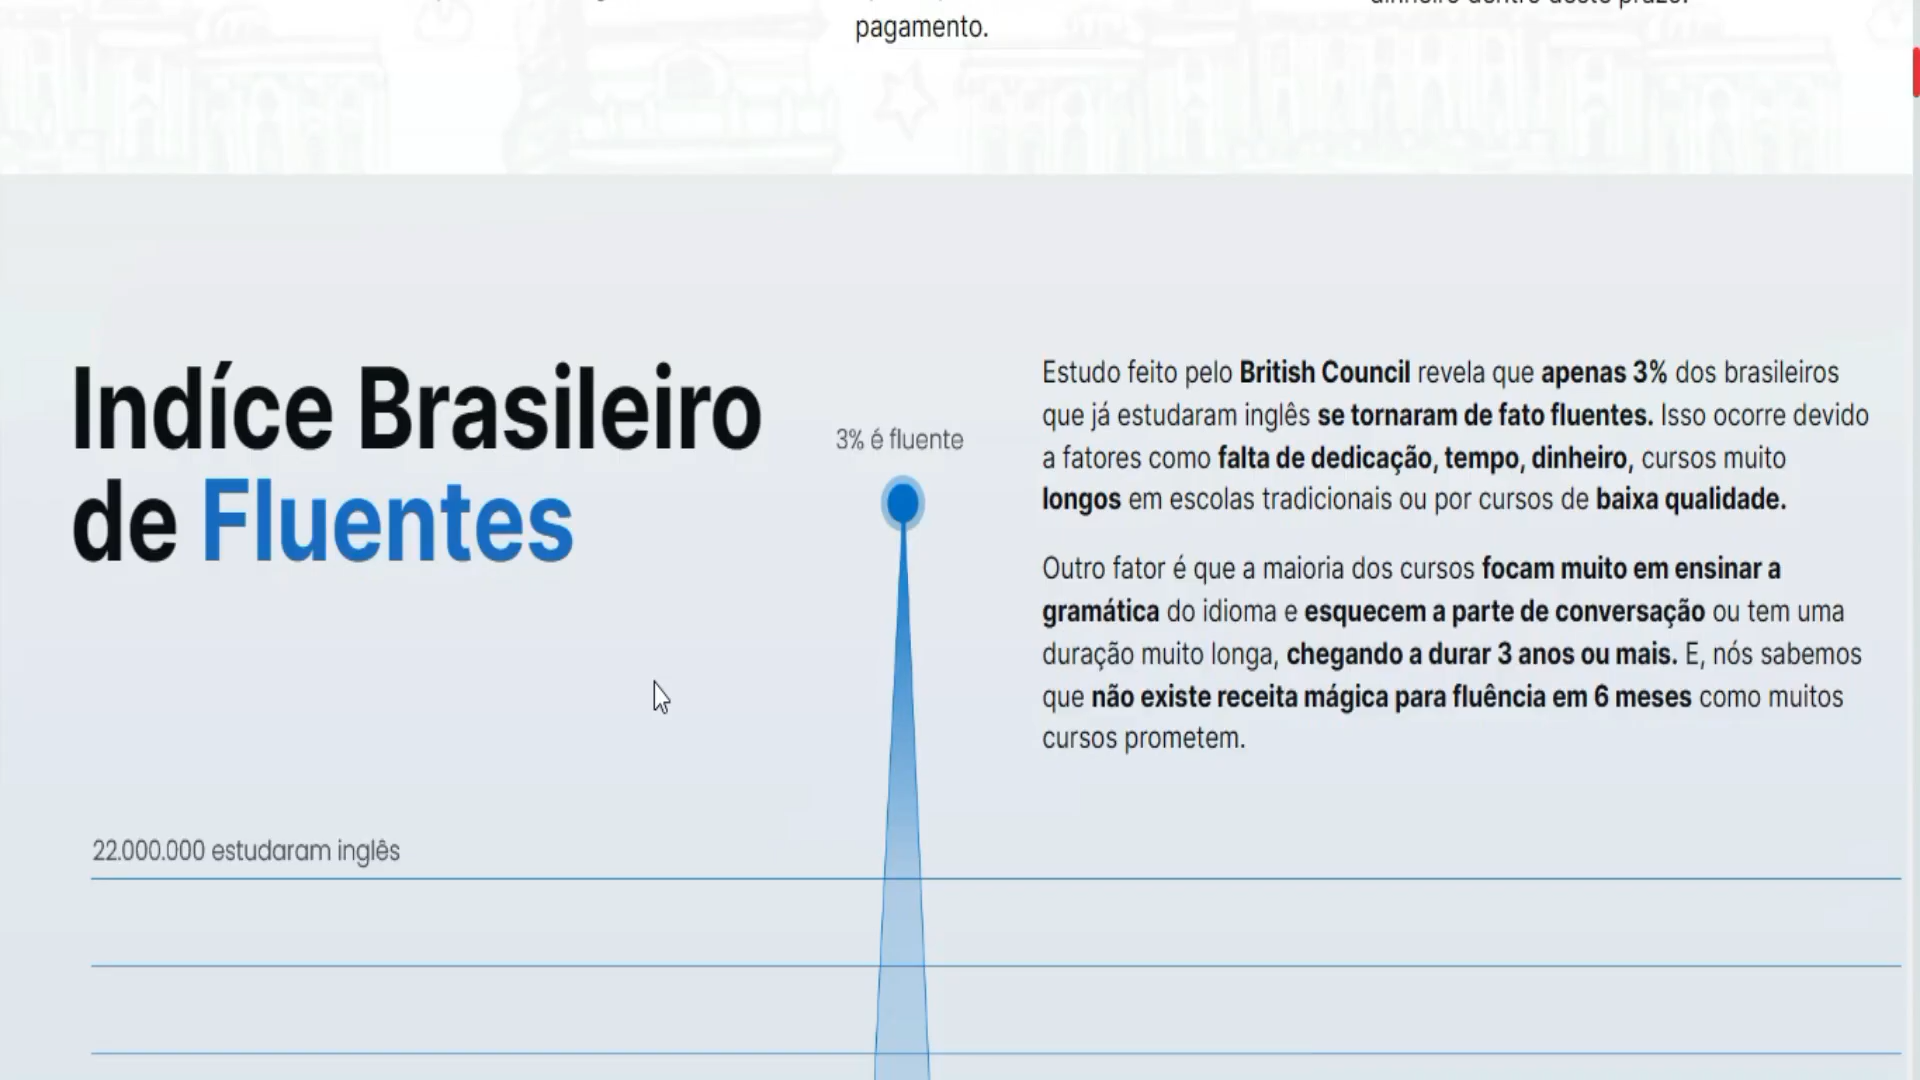 pagamento.
dinheiro dentro deste prazo.
Indíce Brasileiro
de Fluentes
3% é fluente
Estudo feito pelo British Council revela que apenas 3% dos brasileiros
que já estudaram inglês se tornaram de fato fluentes. Isso ocorre devido
a fatores como falta de dedicação, tempo, dinheiro, cursos muito
longos em escolas tradicionais ou por cursos de baixa qualidade.
Outro fator é que a maioria dos cursos focam muito em ensinar a
gramática do idioma e esquecem a parte de conversação ou tem uma
duração muito longa, chegando a durar 3 anos ou mais. E, nós sabemos
que não existe receita mágica para fluência em 6 meses como muitos
cursos prometem.
22.000.000 estudaram inglês